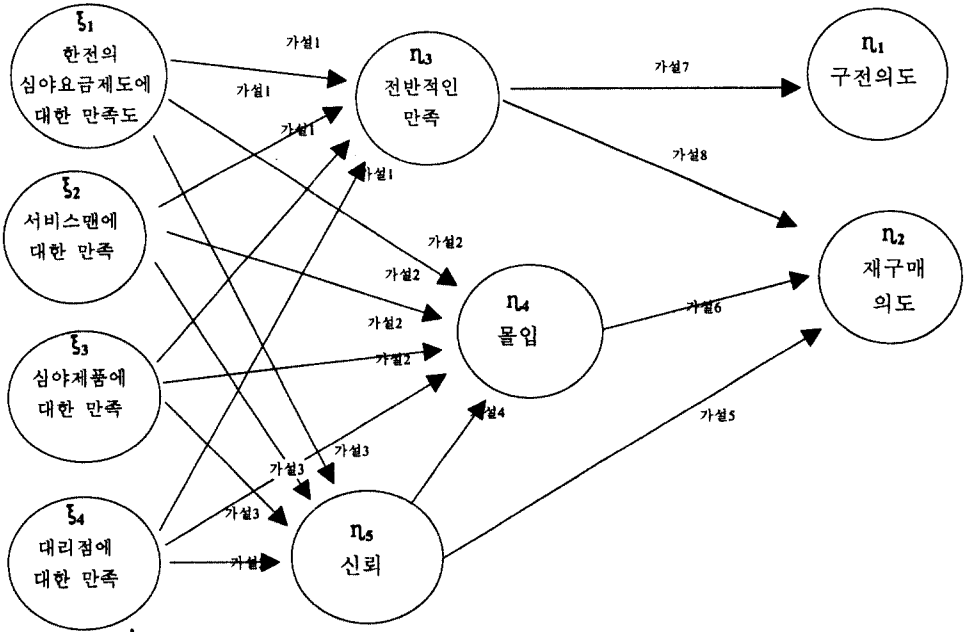 ξ1
한전의
심야요금제도에
대한 만족도
ξ2
서비스맨에
대한 만족
ξ3
심야제품에
대한 만족
ξ4
대리점에
대한 만족
η3
전반적인
만족
η4
몰입
η5
신뢰
η1
구전의도
η2
재구매
의도
가설1
가설1
가설1
가설1
가설2
가설2
가설2
가설2
가설3
가설3
가설3
가설
가설4
가설5
가설6
가설7
가설8